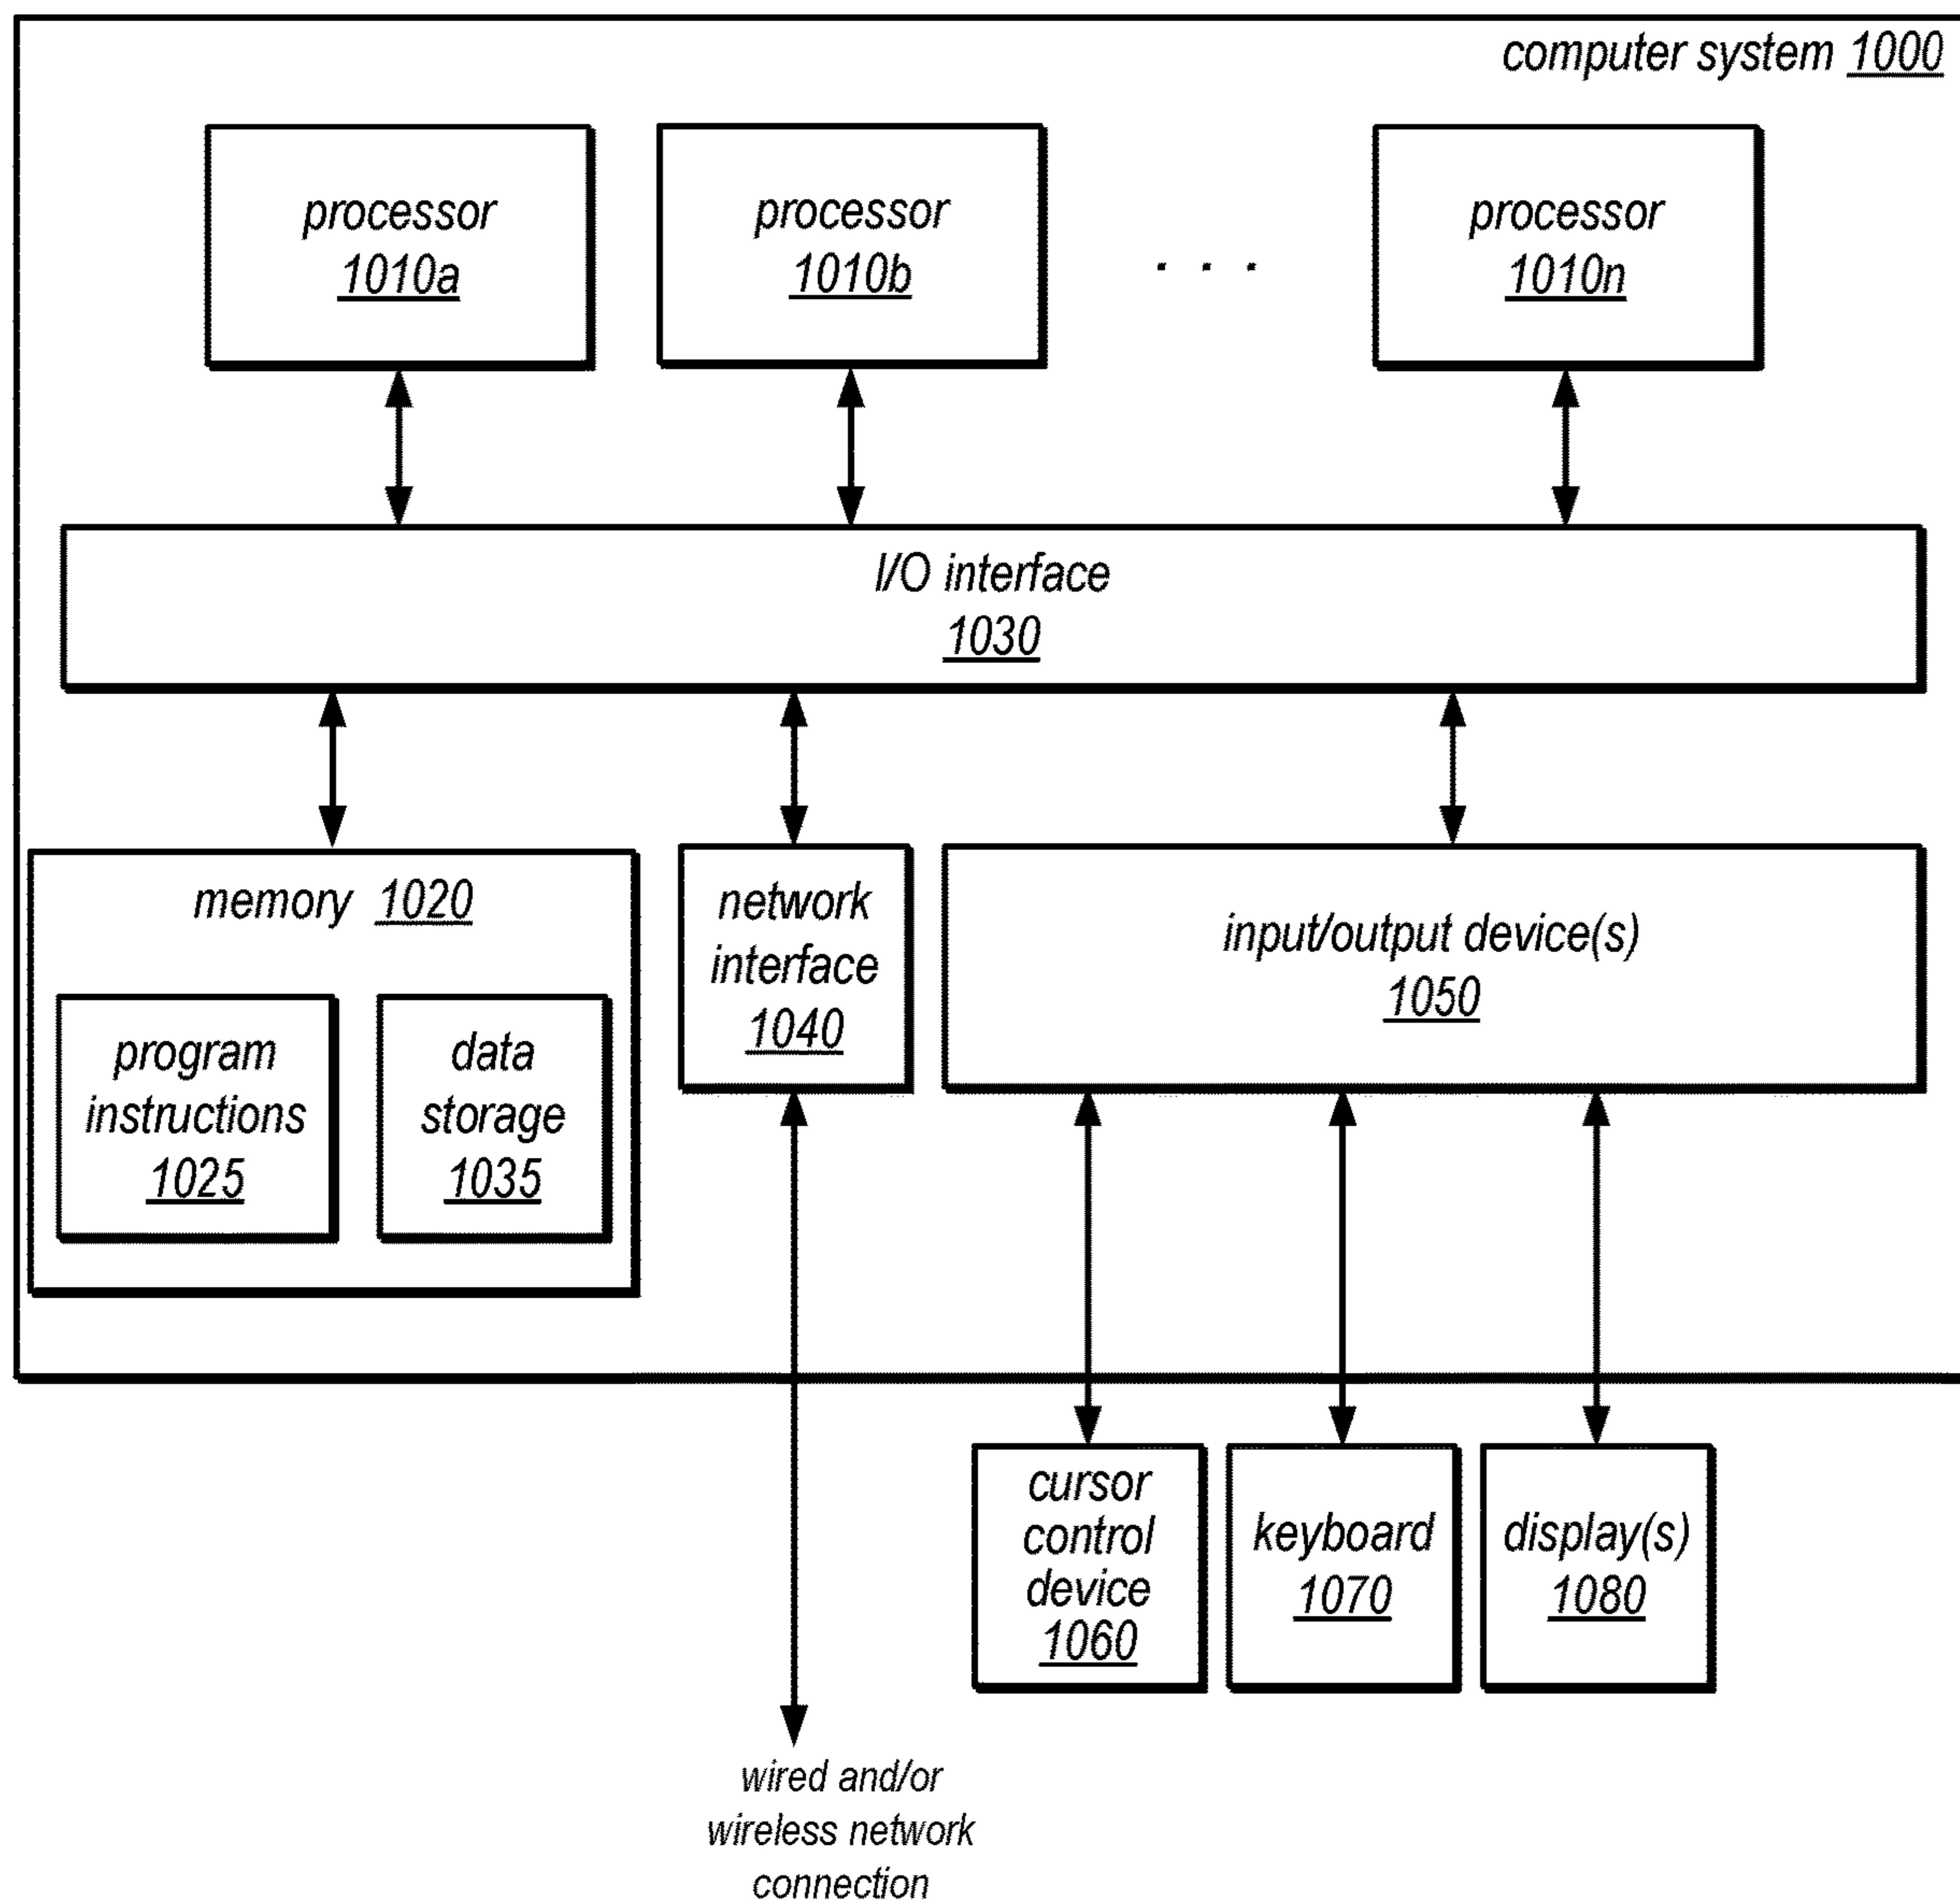 computer system 1000
processor
1010a
processor
1010b
. . .
processor
1010n
I/O interface
1030
memory 1020
program
instructions
1025
data
storage
1035
network
interface
1040
input/output device(s)
1050
cursor
control
device
1060
keyboard
1070
display(s)
1080
wired and/or
wireless network
connection